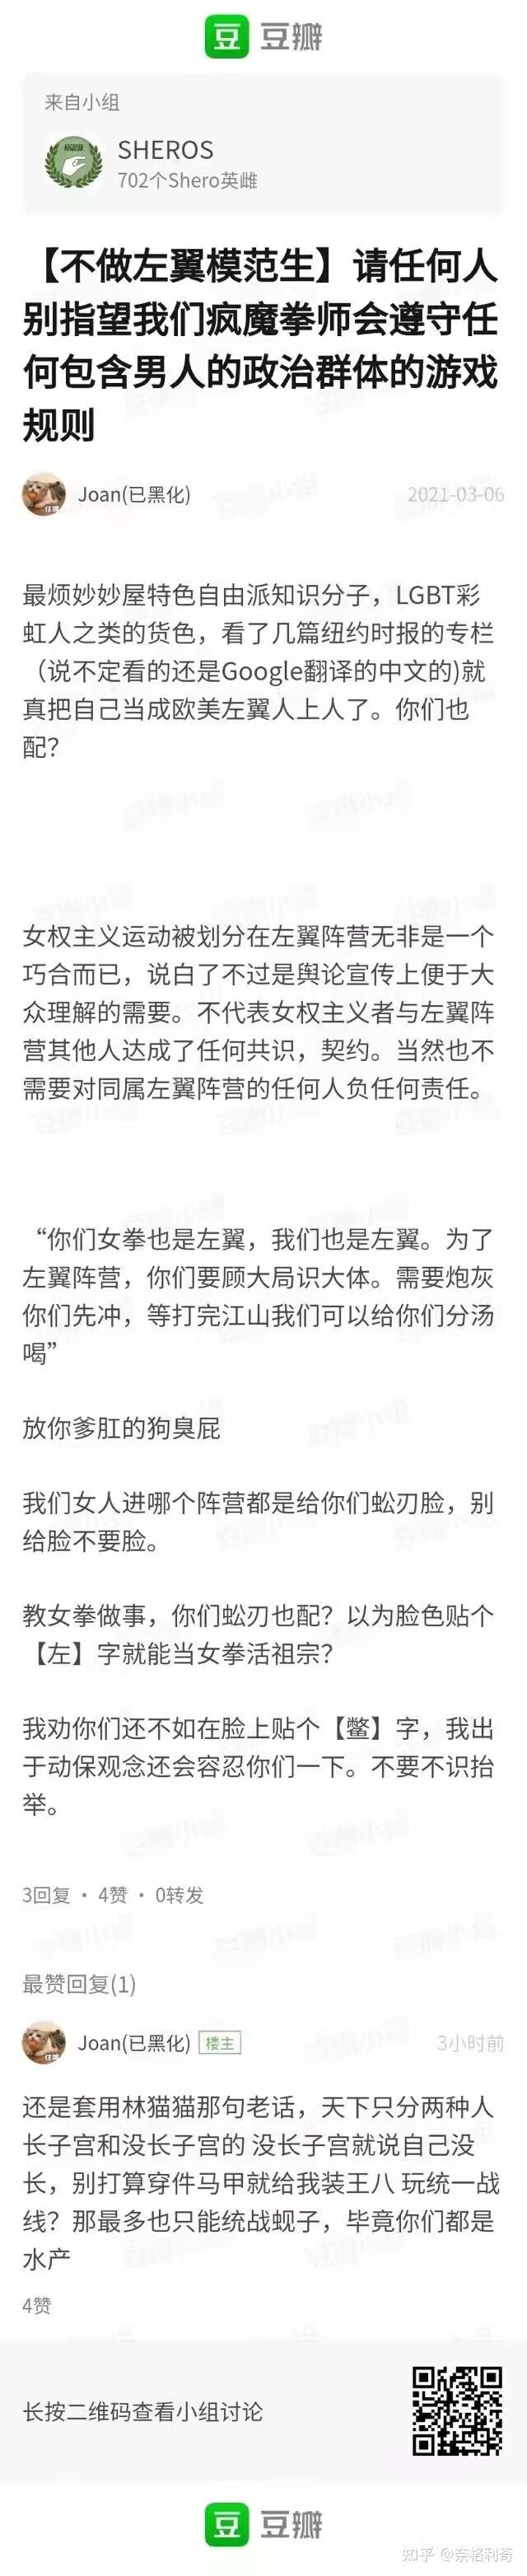 豆 豆瓣
来自小组
SHEROS
702个Shero英雌
【不做左翼模范生】请任何人
别指望我们疯魔拳师会遵守任
何包含男人的政治群体的游戏
规则
Joan(已黑化) 2021-03-06
最烦妙妙屋特色自由派知识分子，LGBT彩
虹人之类的货色，看了几篇纽约时报的专栏
（说不定看的还是Google翻译的中文的)就
真把自己当成欧美左翼人上人了。你们也
配？
女权主义运动被划分在左翼阵营无非是一个
巧合而已，说白了不过是舆论宣传上便于大
众理解的需要。不代表女权主义者与左翼阵
营其他人达成了任何共识，契约。当然也不
需要对同属左翼阵营的任何人负任何责任。
“你们女拳也是左翼，我们也是左翼。为了
左翼阵营，你们要顾大局识大体。需要炮灰
你们先冲，等打完江山我们可以给你们分汤
喝”
放你爹肛的狗臭屁
我们女人进哪个阵营都是给你们蚣刃脸，别
给脸不要脸。
教女拳做事，你们蚣刃也配？以为脸色贴个
【左】字就能当女拳活祖宗？
我劝你们还不如在脸上贴个【鳖】字，我出
于动保观念还会容忍你们一下。不要不识抬
举。
3回复 · 4赞 · 0转发
最赞回复(1)
Joan(已黑化) 楼主 3小时前
还是套用林猫猫那句老话，天下只分两种人
长子宫和没长子宫的 没长子宫就说自己没
长，别打算穿件马甲就给我装王八 玩统一战
线？那最多也只能统战蚬子，毕竟你们都是
水产
4赞
长按二维码查看小组讨论
豆 豆瓣
知乎 @奈格利奇